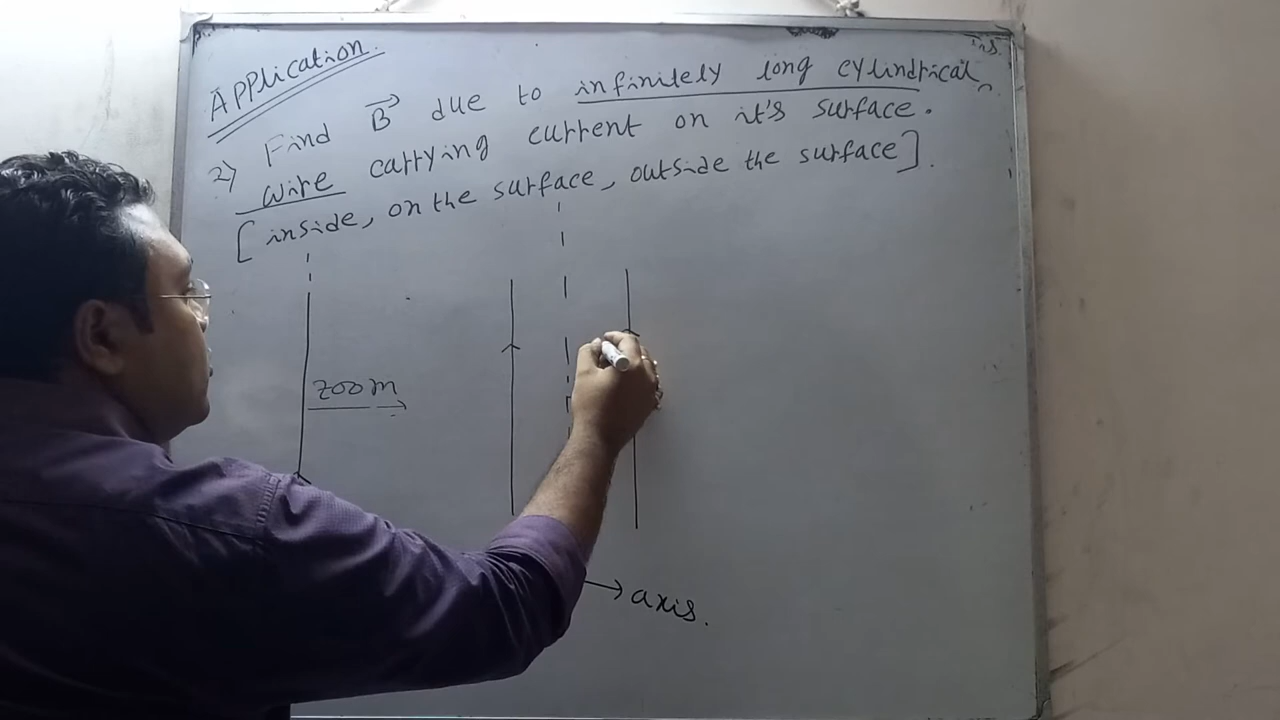 Application.
2) Find B⃗ due to infinitely long cylindrical
wire carrying current on it's surface.
[inside, on the surface, outside the surface].
zoom
axis.